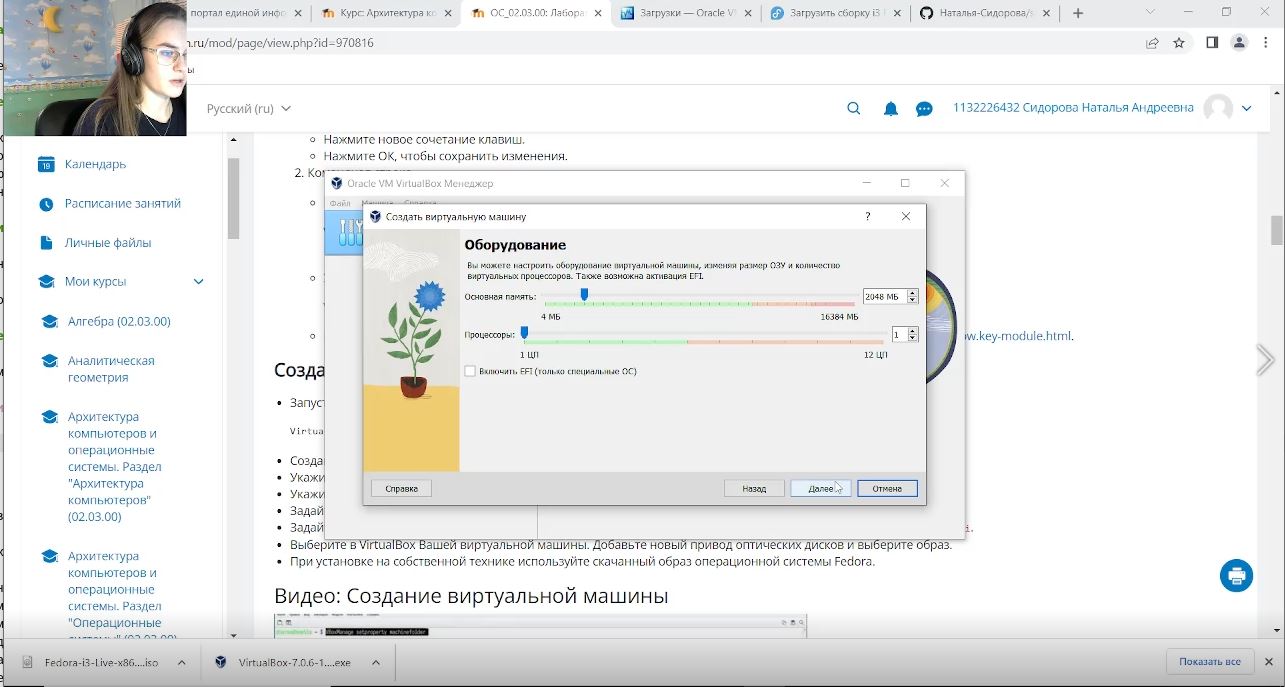 портал единой инфо
Курс: Архитектура ко
ОС_02.03.00: Лабора
Загрузки — Oracle V
Загрузить сборку i3
Наталья-Сидорова/
.ru/mod/page/view.php?id=970816
Русский (ru)
1132226432 Сидорова Наталья Андреевна
Календарь
Расписание занятий
Личные файлы
Мои курсы
Алгебра (02.03.00)
Аналитическая
геометрия
Архитектура
компьютеров и
операционные
системы. Раздел
"Архитектура
компьютеров"
(02.03.00)
Архитектура
компьютеров и
операционные
системы. Раздел
"Операционные
Нажмите новое сочетание клавиш.
Нажмите ОК, чтобы сохранить изменения.
2. Ко
Oracle VM VirtualBox Менеджер
Файл Машина Справка
Создать виртуальную машину
?
Оборудование
Вы можете настроить оборудование виртуальной машины, изменяя размер ОЗУ и количество
виртуальных процессоров. Также возможна активация EFI.
Основная память:
2048 МБ
4 МБ
16384 МБ
Процессоры:
1
1 ЦП
12 ЦП
Включить EFI (только специальные ОС)
Справка
Назад
Далее
Отмена
w.key-module.html.
Созда
Запуст
Virtua
Созда
Укажи
Укажи
Задай
Задай
Выберите в VirtualBox Вашей виртуальной машины. Добавьте новый привод оптических дисков и выберите образ.
При установке на собственной технике используйте скачанный образ операционной системы Fedora.
Видео: Создание виртуальной машины
Fedora-i3-Live-x86....iso
VirtualBox-7.0.6-1....exe
Показать все